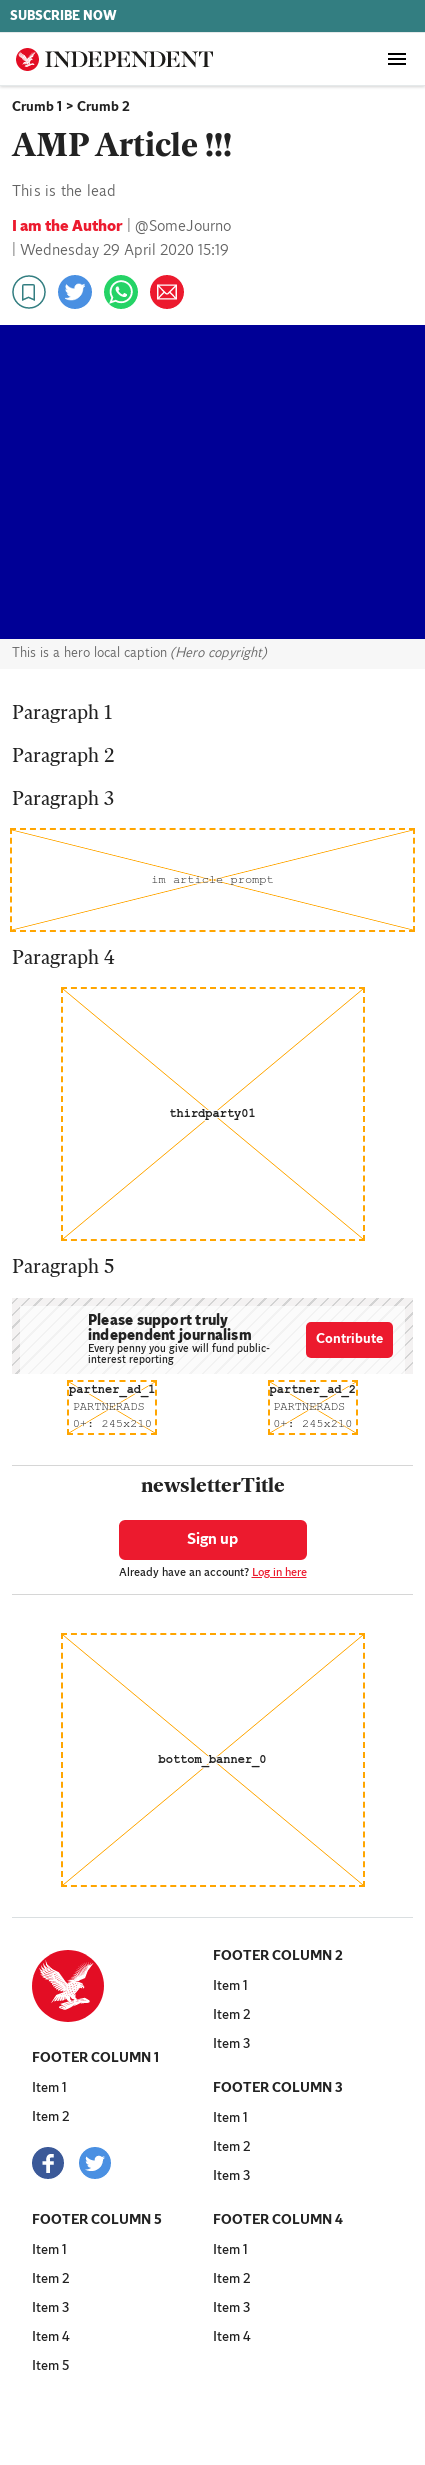 SUBSCRIBE NOW
INDEPENDENT
Crumb 1 > Crumb 2
AMP Article !!!
This is the lead
I am the Author | @SomeJourno
| Wednesday 29 April 2020 15:19
This is a hero local caption (Hero copyright)
Paragraph 1
Paragraph 2
Paragraph 3
im article prompt
Paragraph 4
thirdparty01
Paragraph 5
Please support truly
independent journalism
Every penny you give will fund public-
interest reporting
Contribute
partner_ad_1
PARTNERADS
0+: 245x210
partner_ad_2
PARTNERADS
0+: 245x210
newsletterTitle
Sign up
Already have an account? Log in here
bottom_banner_0
FOOTER COLUMN 1
Item 1
Item 2
FOOTER COLUMN 2
Item 1
Item 2
Item 3
FOOTER COLUMN 3
Item 1
Item 2
Item 3
FOOTER COLUMN 5
Item 1
Item 2
Item 3
Item 4
Item 5
FOOTER COLUMN 4
Item 1
Item 2
Item 3
Item 4